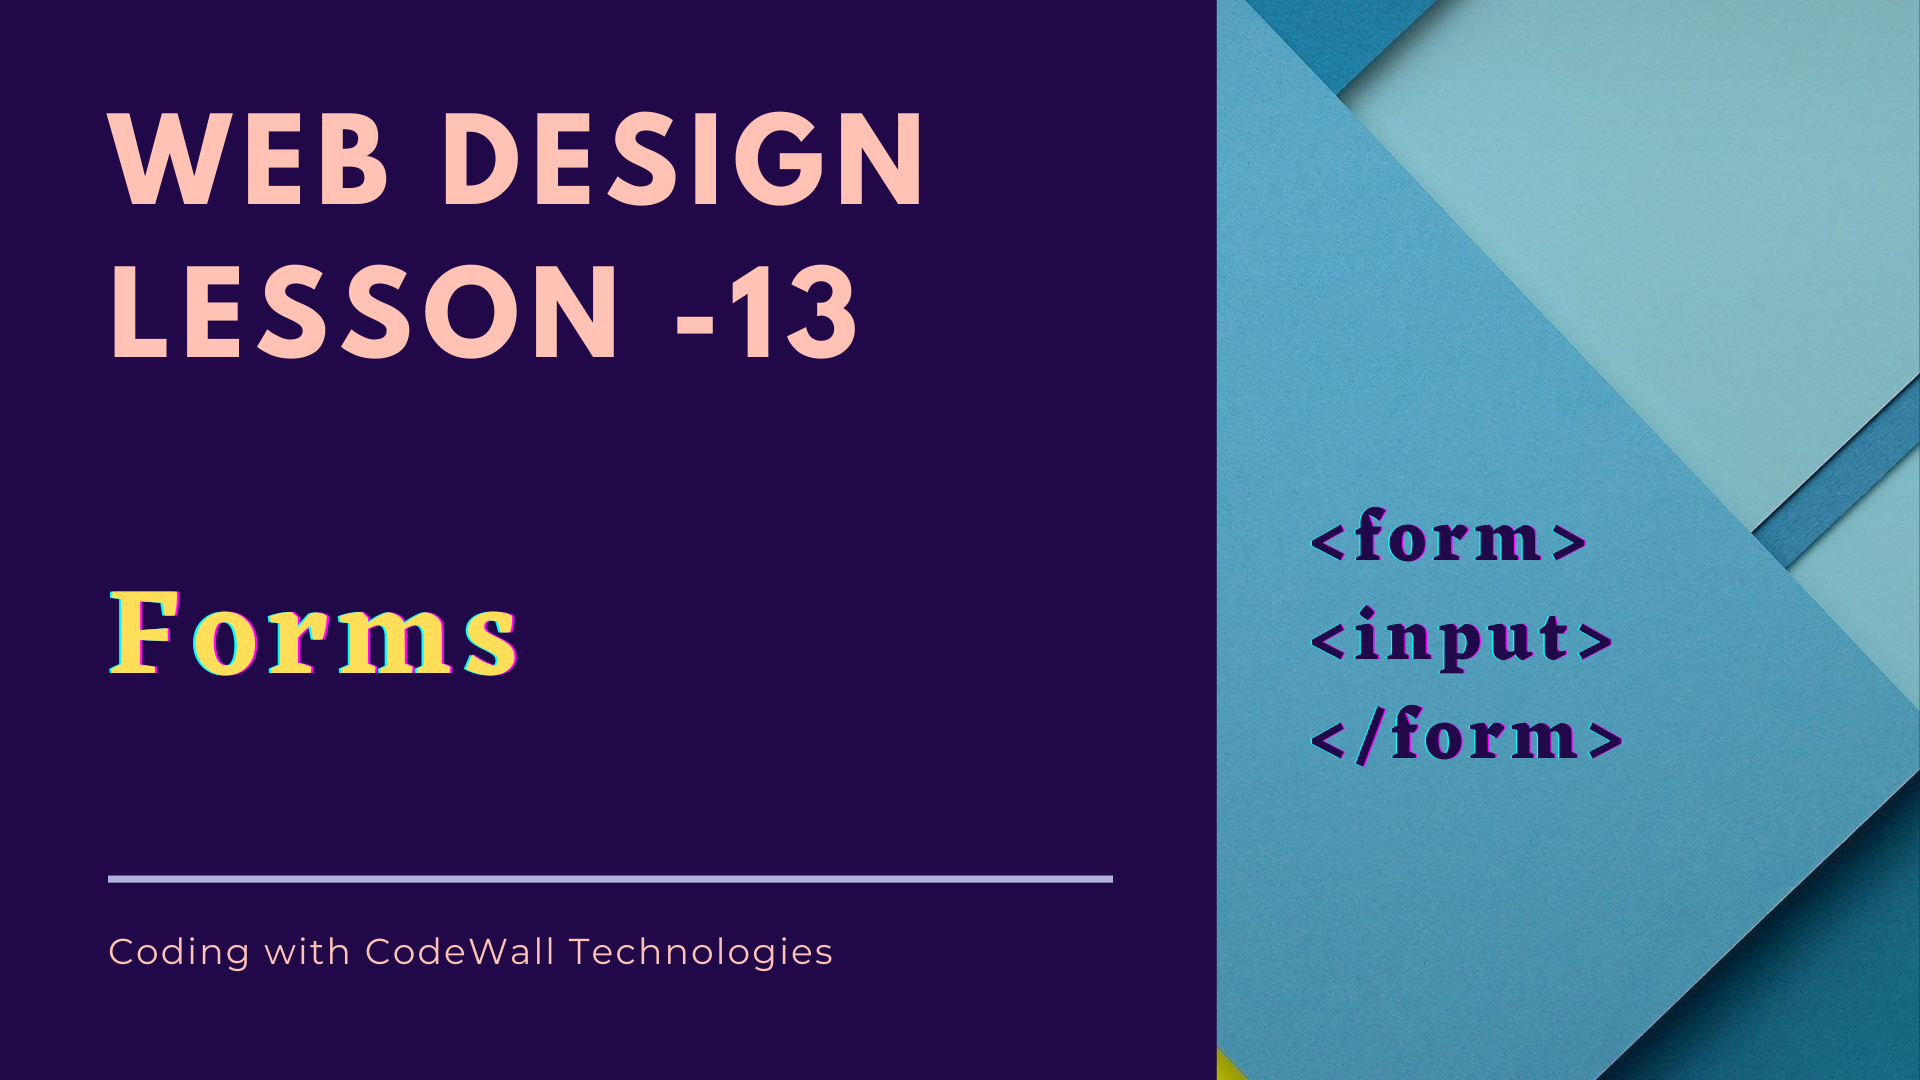 WEB DESIGN
LESSON -13
Forms
Coding with CodeWall Technologies
<form>
<input>
</form>